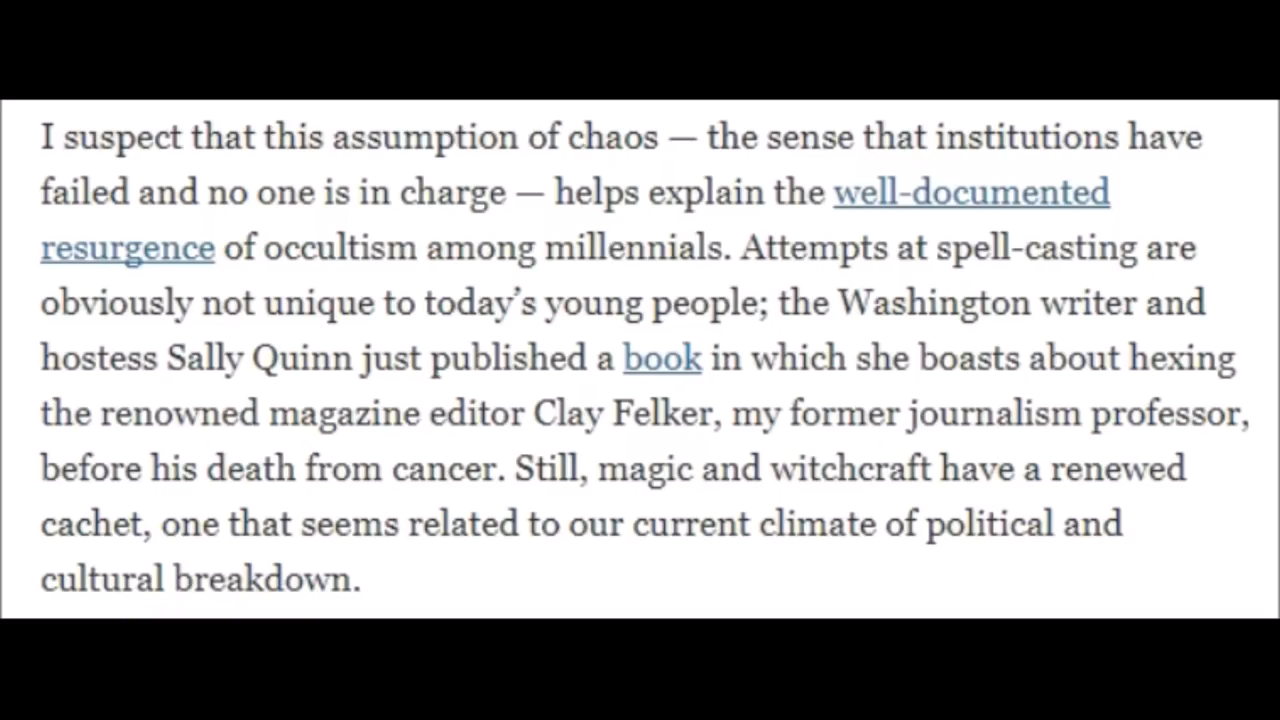 I suspect that this assumption of chaos — the sense that institutions have
failed and no one is in charge — helps explain the well-documented
resurgence of occultism among millennials. Attempts at spell-casting are
obviously not unique to today’s young people; the Washington writer and
hostess Sally Quinn just published a book in which she boasts about hexing
the renowned magazine editor Clay Felker, my former journalism professor,
before his death from cancer. Still, magic and witchcraft have a renewed
cachet, one that seems related to our current climate of political and
cultural breakdown.